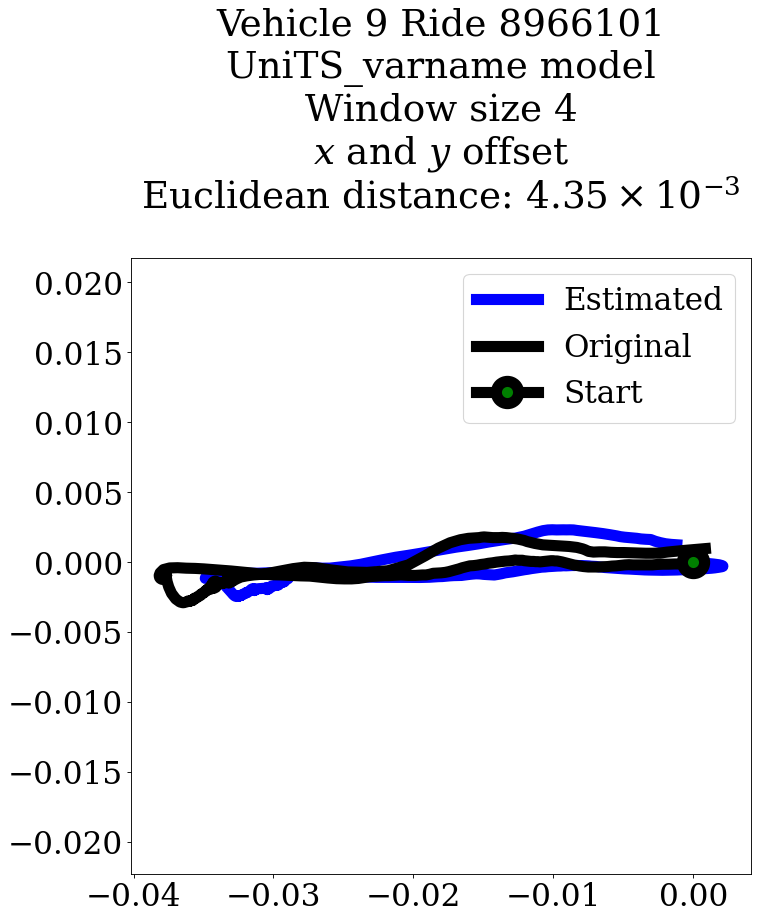 Vehicle 9 Ride 8966101
UniTS_varname model
Window size 4
x and y offset
Euclidean distance: 4.35 × 10⁻³
Estimated
Original
Start
0.020
0.015
0.010
0.005
0.000
−0.005
−0.010
−0.015
−0.020
−0.04 −0.03 −0.02 −0.01 0.00